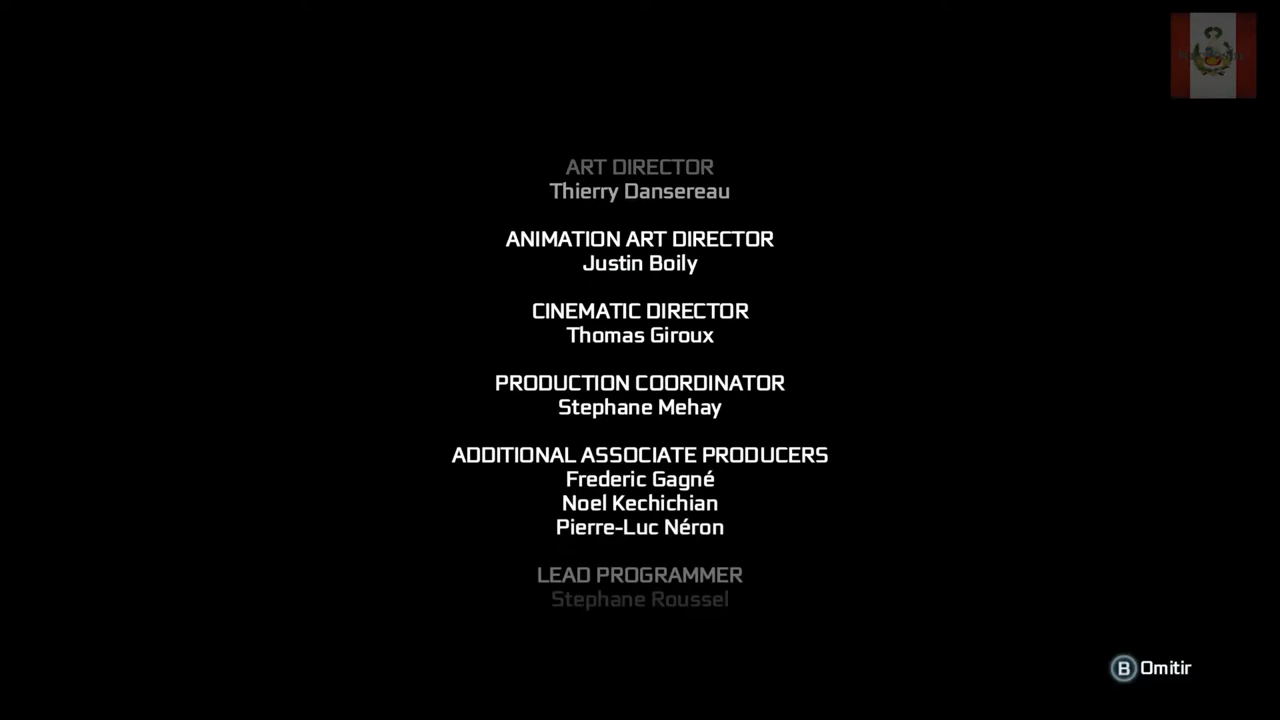 ART DIRECTOR
Thierry Dansereau
ANIMATION ART DIRECTOR
Justin Boily
CINEMATIC DIRECTOR
Thomas Giroux
PRODUCTION COORDINATOR
Stephane Mehay
ADDITIONAL ASSOCIATE PRODUCERS
Frederic Gagné
Noel Kechichian
Pierre-Luc Néron
LEAD PROGRAMMER
Stephane Roussel
B Omitir